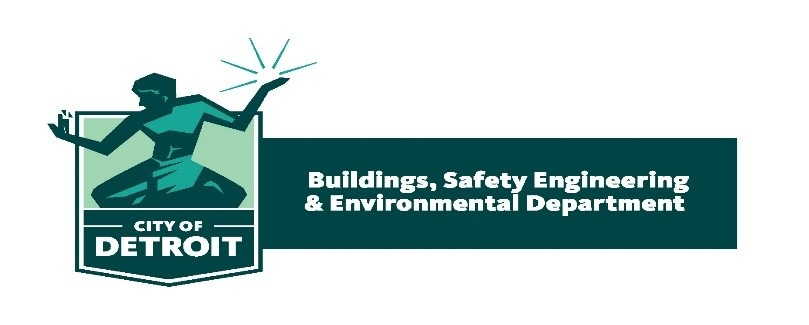 CITY OF
DETROIT
Buildings, Safety Engineering
& Environmental Department